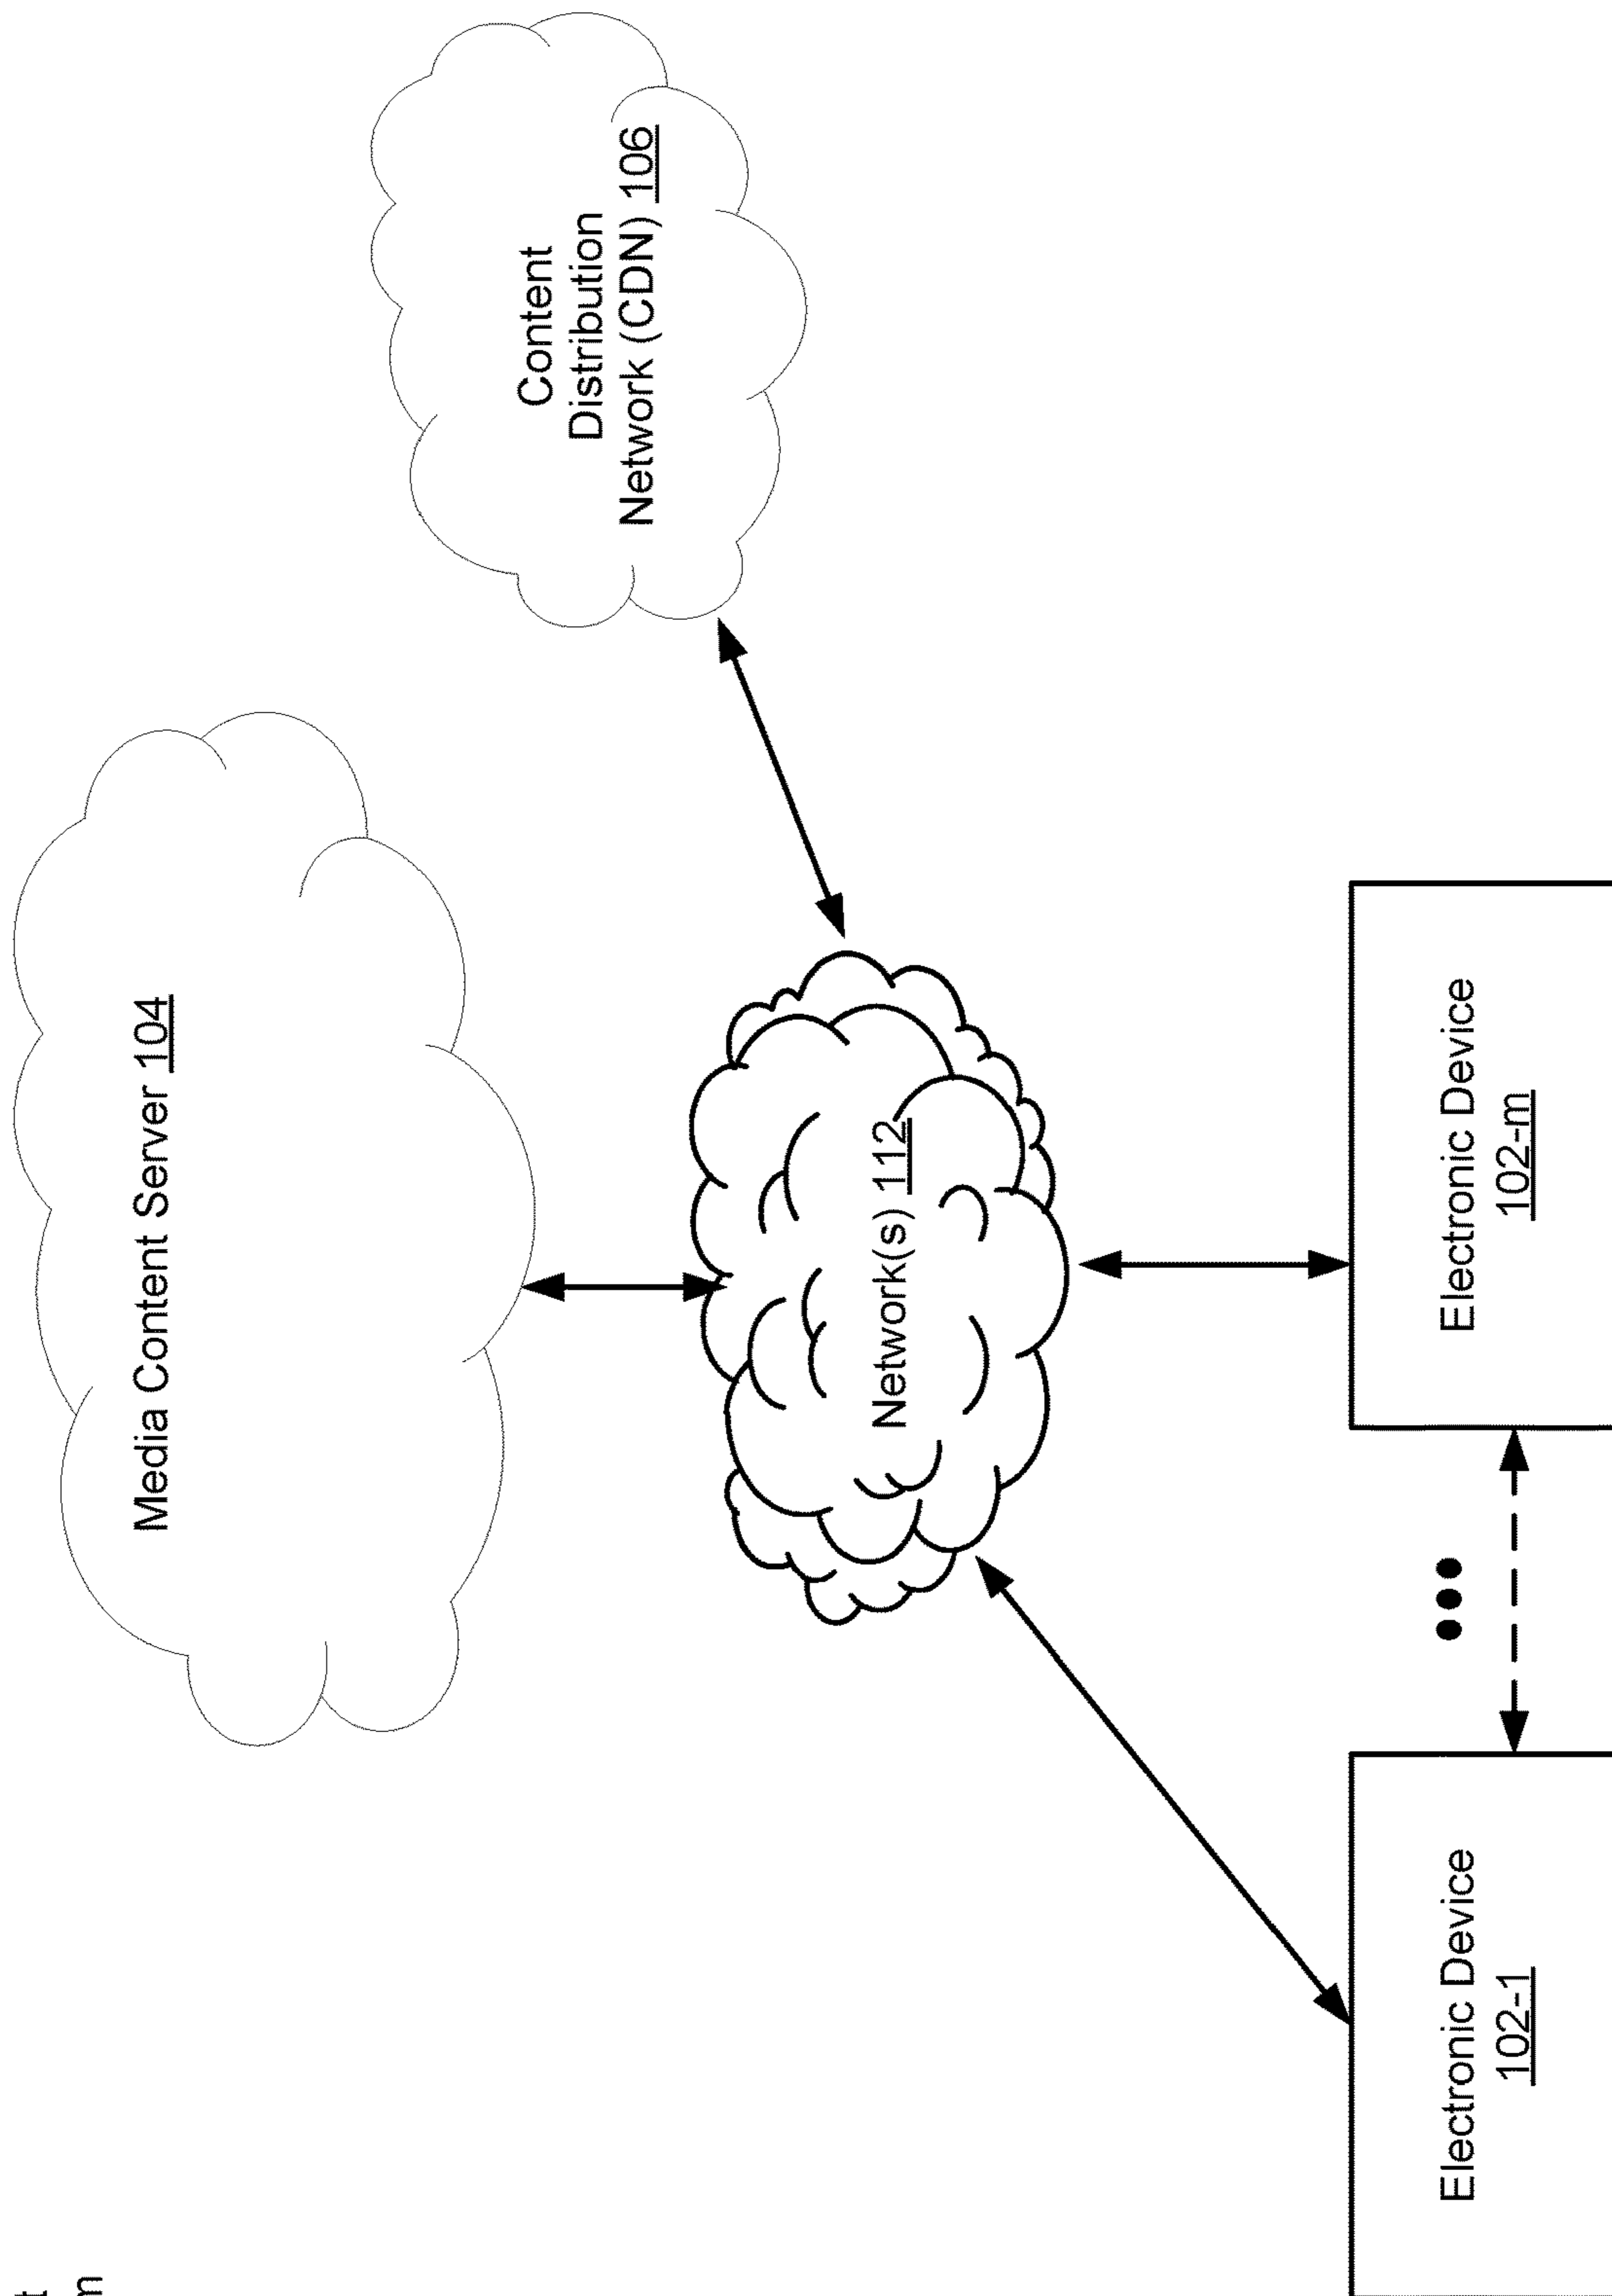 Media Content Server 104
Content
Distribution
Network (CDN) 106
Network(s) 112
Electronic Device
102-1
Electronic Device
102-m